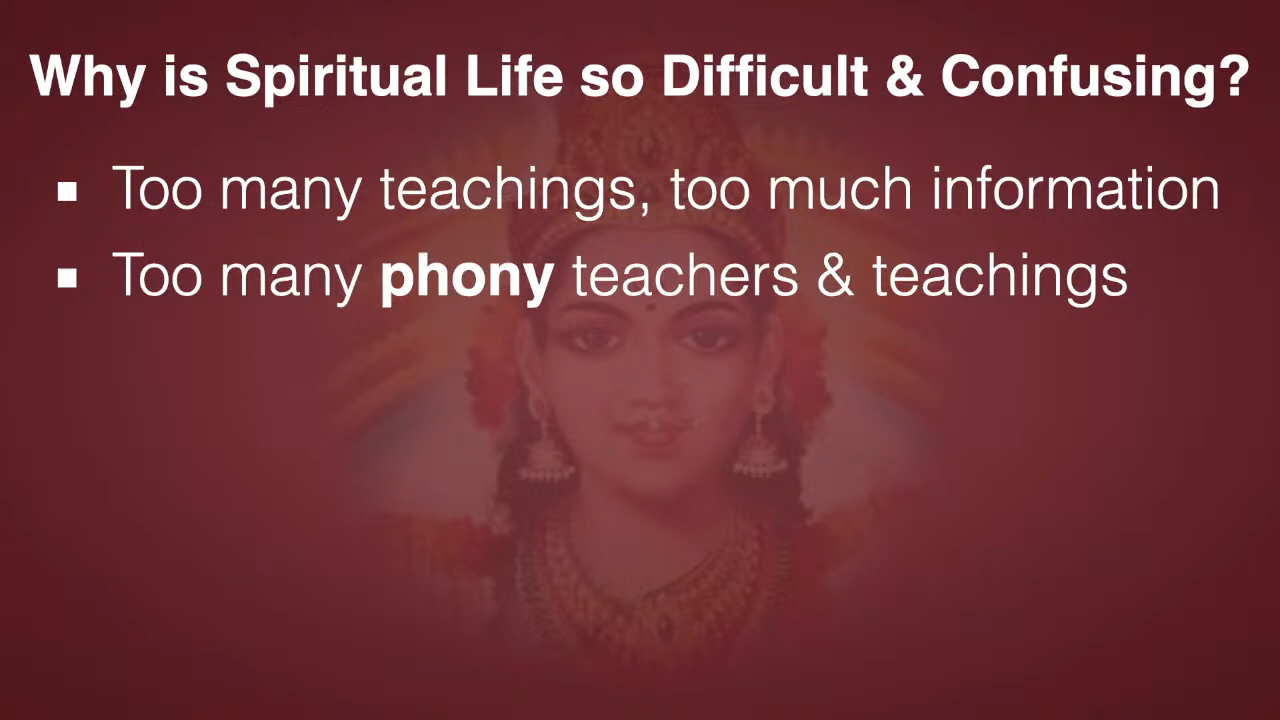 Why is Spiritual Life so Difficult & Confusing?
Too many teachings, too much information
Too many phony teachers & teachings